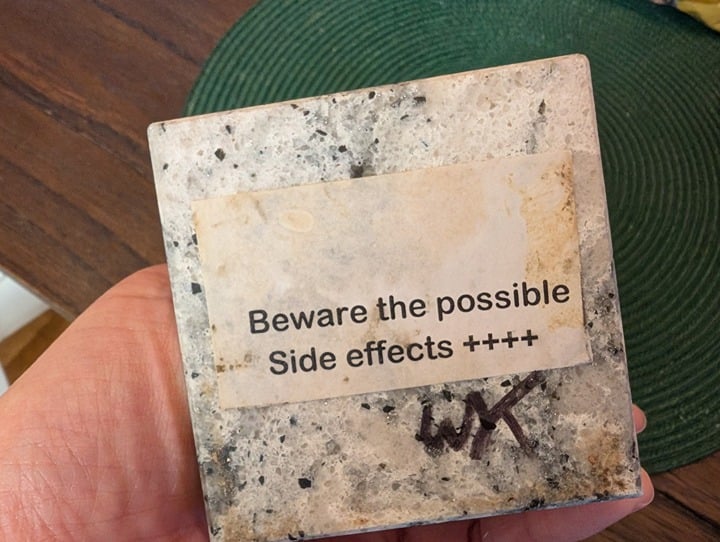 Beware the possible
Side effects ++++
WK